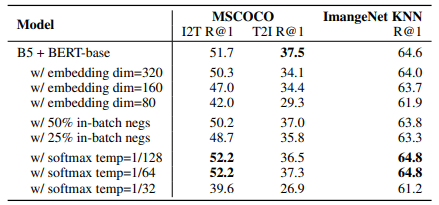 Model MSCOCO ImangeNet KNN
I2T R@1 T2I R@1 R@1
B5 + BERT-base 51.7 37.5 64.6
w/ embedding dim=320 50.3 34.1 64.0
w/ embedding dim=160 47.0 34.4 63.7
w/ embedding dim=80 42.0 29.3 61.9
w/ 50% in-batch negs 50.2 37.0 63.8
w/ 25% in-batch negs 48.7 35.8 63.3
w/ softmax temp=1/128 52.2 36.5 64.8
w/ softmax temp=1/64 52.2 37.3 64.8
w/ softmax temp=1/32 39.6 26.9 61.2